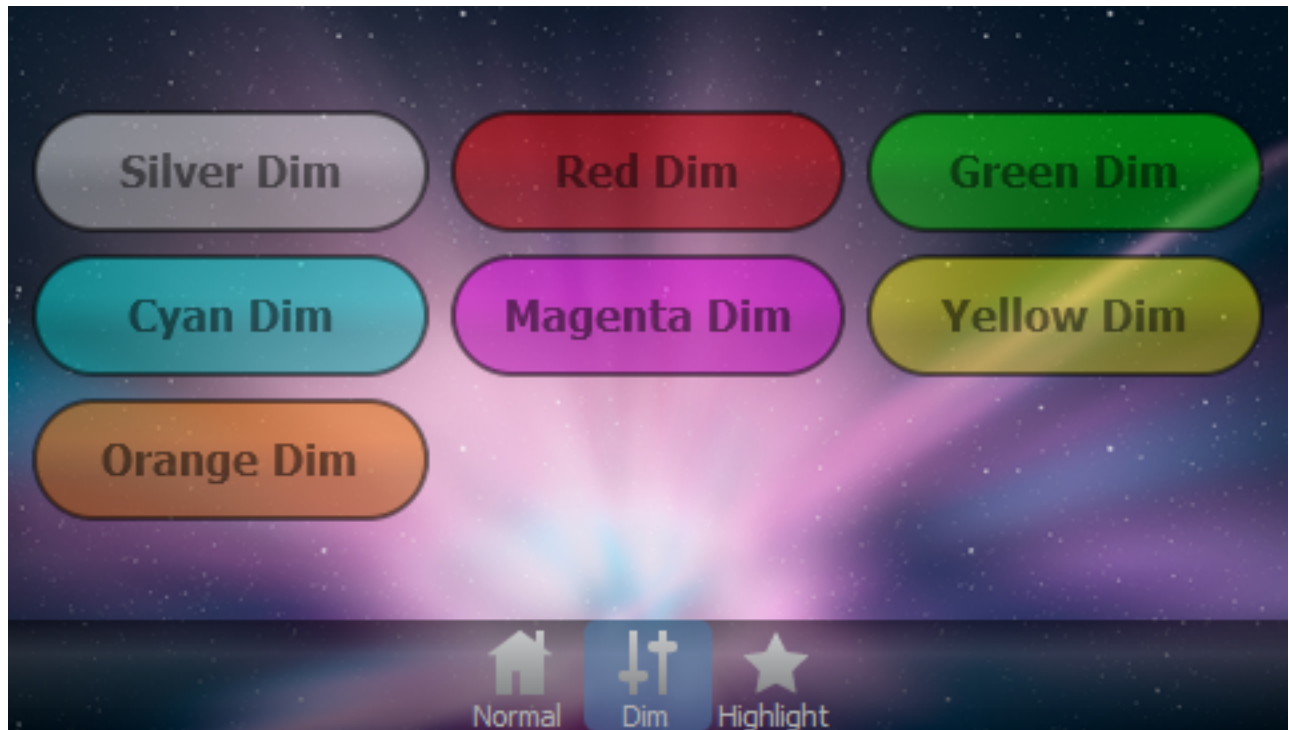 Silver Dim
Red Dim
Green Dim
Cyan Dim
Magenta Dim
Yellow Dim
Orange Dim
Normal
Dim
Highlight